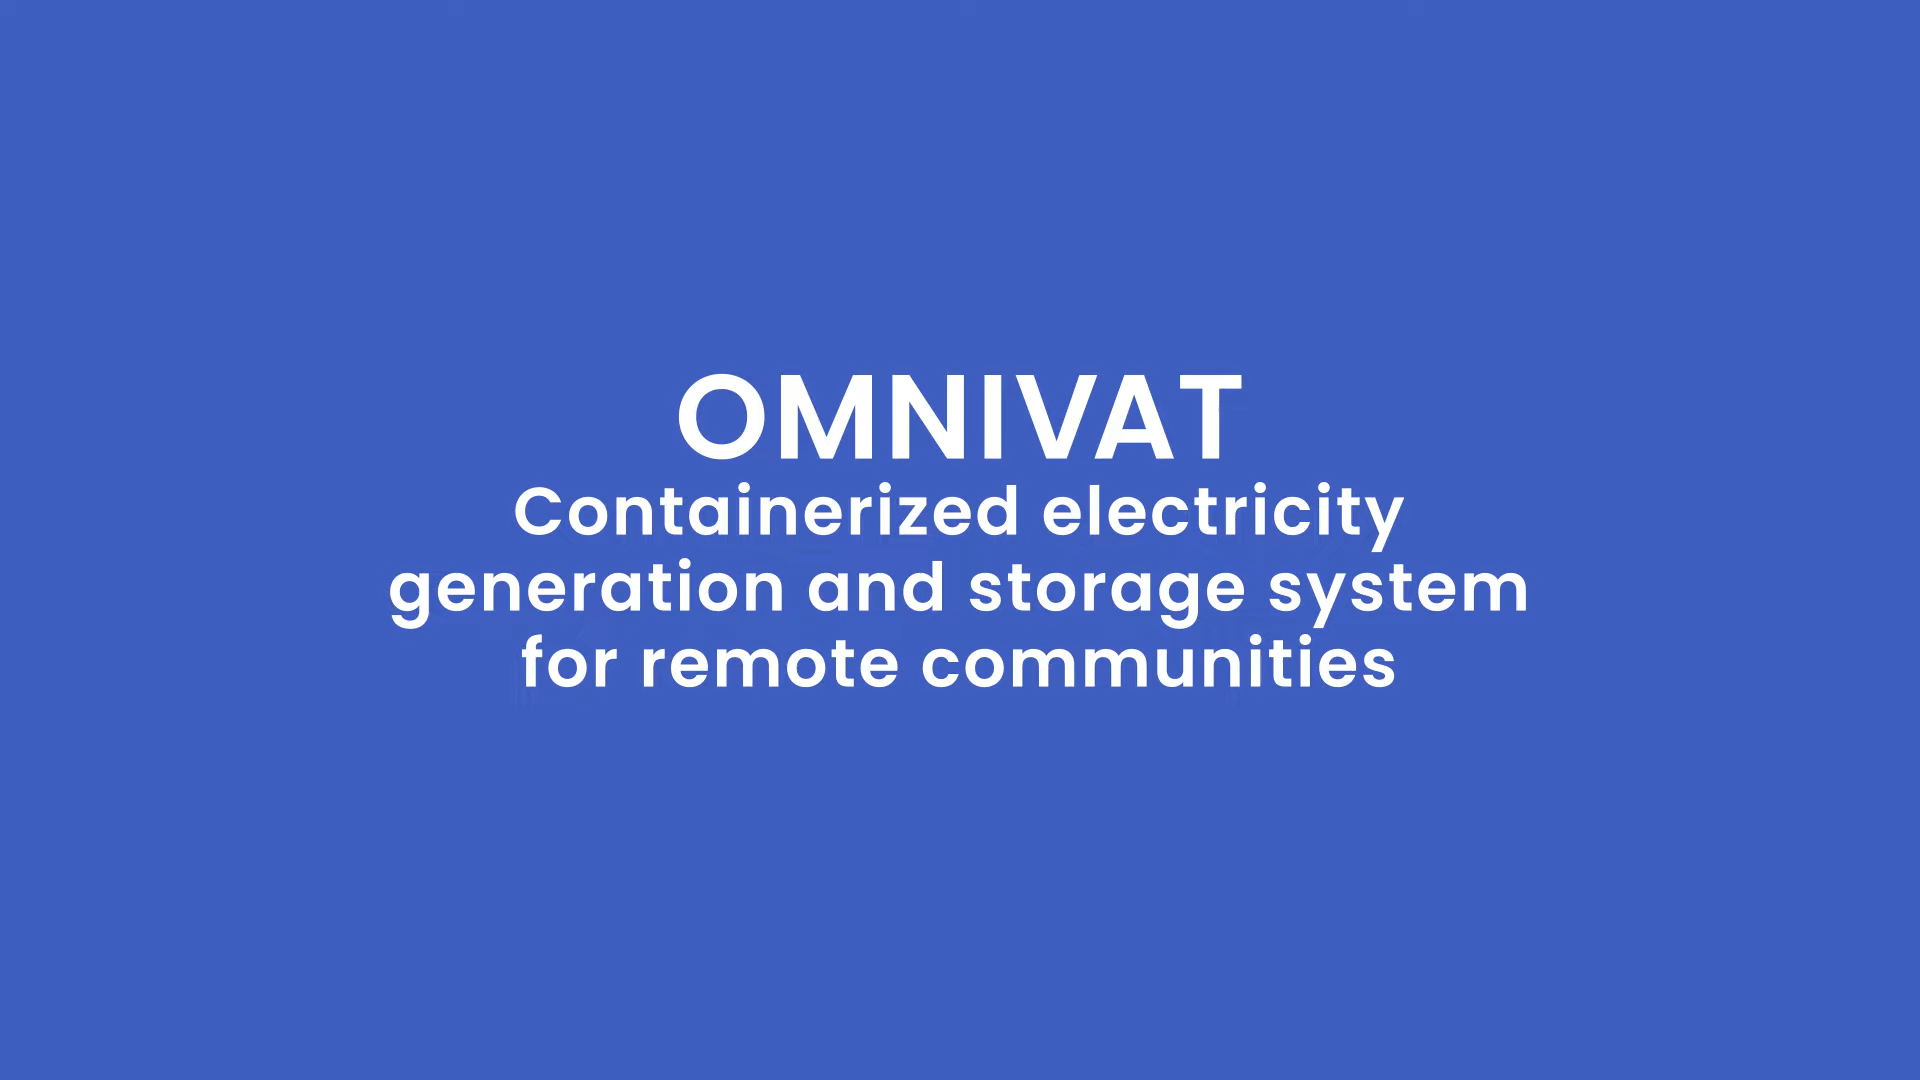 OMNIVAT
Containerized electricity
generation and storage system
for remote communities